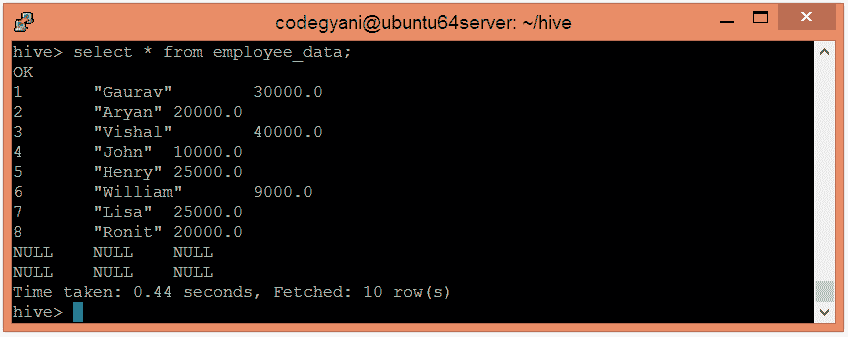 codegyani@ubuntu64server: ~/hive
hive> select * from employee_data;
OK
1 "Gaurav" 30000.0
2 "Aryan" 20000.0
3 "Vishal" 40000.0
4 "John" 10000.0
5 "Henry" 25000.0
6 "William" 9000.0
7 "Lisa" 25000.0
8 "Ronit" 20000.0
NULL NULL NULL
NULL NULL NULL
Time taken: 0.44 seconds, Fetched: 10 row(s)
hive>